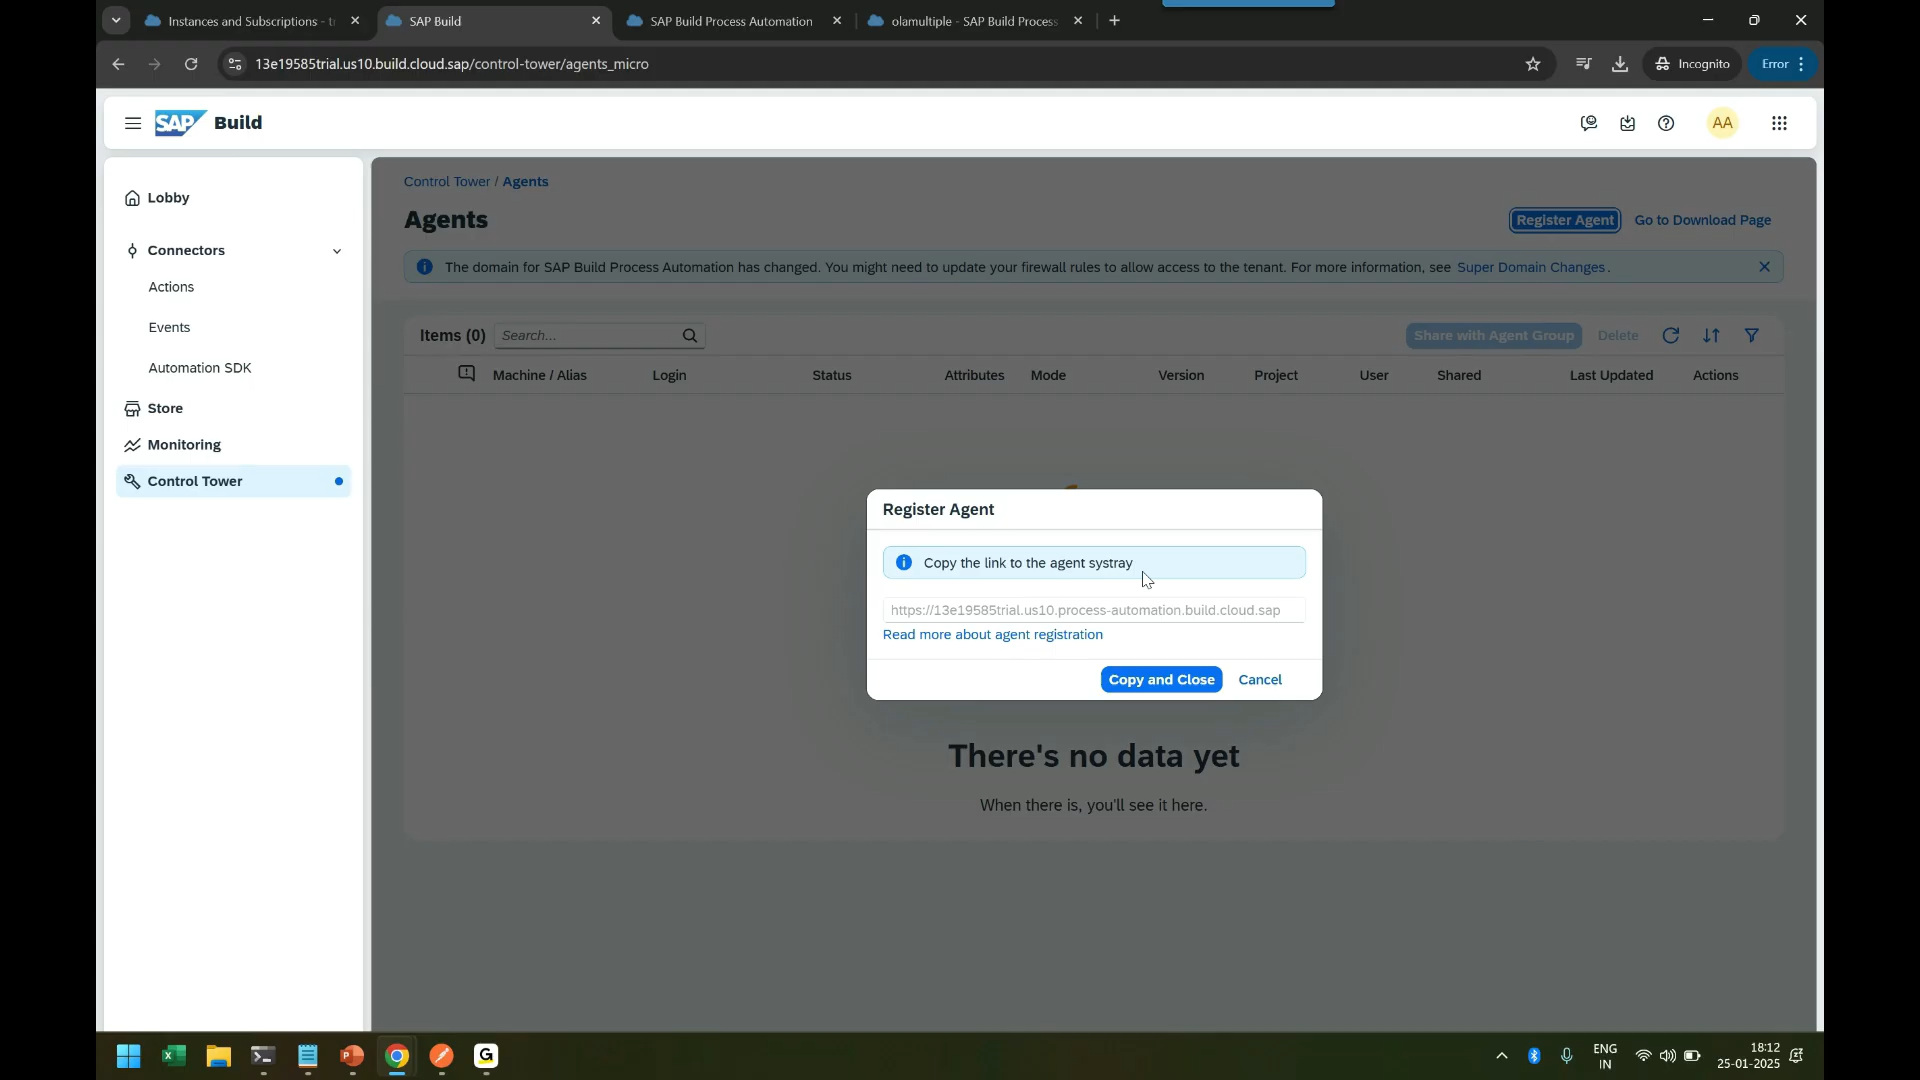 Instances and Subscriptions - t
SAP Build
SAP Build Process Automation
olamultiple - SAP Build Process
13e19585trial.us10.build.cloud.sap/control-tower/agents_micro
Incognito
Error
SAP Build
AA
Lobby
Connectors
Actions
Events
Automation SDK
Store
Monitoring
Control Tower
Control Tower / Agents
Agents
Register Agent
Go to Download Page
The domain for SAP Build Process Automation has changed. You might need to update your firewall rules to allow access to the tenant. For more information, see Super Domain Changes.
Items (0)
Search...
Share with Agent Group
Delete
Machine / Alias
Login
Status
Attributes
Mode
Version
Project
User
Shared
Last Updated
Actions
Register Agent
Copy the link to the agent systray
https://13e19585trial.us10.process-automation.build.cloud.sap
Read more about agent registration
Copy and Close
Cancel
There's no data yet
When there is, you'll see it here.
ENG
IN
18:12
25-01-2025